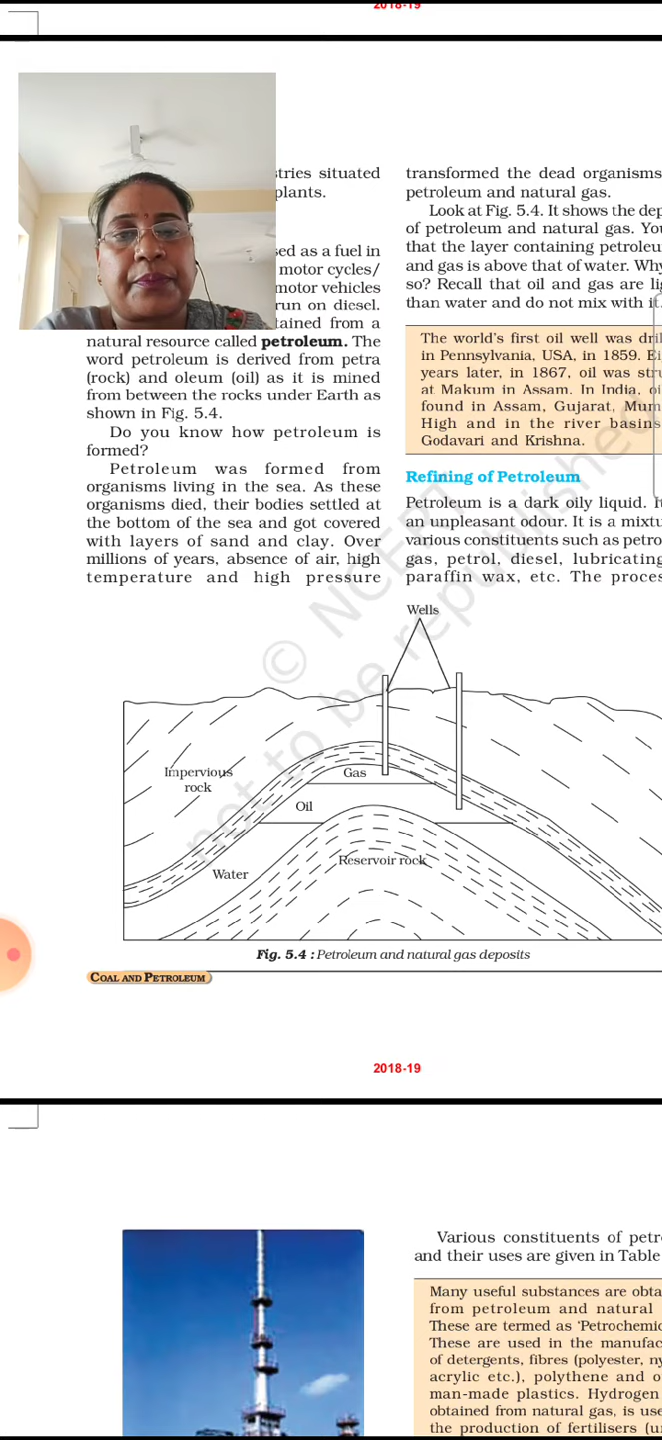 2018-19
tries situated
plants.
sed as a fuel in
motor cycles/
motor vehicles
run on diesel.
tained from a
natural resource called petroleum. The
word petroleum is derived from petra
(rock) and oleum (oil) as it is mined
from between the rocks under Earth as
shown in Fig. 5.4.
Do you know how petroleum is
formed?
Petroleum was formed from
organisms living in the sea. As these
organisms died, their bodies settled at
the bottom of the sea and got covered
with layers of sand and clay. Over
millions of years, absence of air, high
temperature and high pressure
transformed the dead organisms
petroleum and natural gas.
Look at Fig. 5.4. It shows the dep
of petroleum and natural gas. You
that the layer containing petroleu
and gas is above that of water. Why
so? Recall that oil and gas are lig
than water and do not mix with it.
The world's first oil well was dril
in Pennsylvania, USA, in 1859. Ei
years later, in 1867, oil was stru
at Makum in Assam. In India, oi
found in Assam, Gujarat, Mum
High and in the river basins
Godavari and Krishna.
Refining of Petroleum
Petroleum is a dark oily liquid. It
an unpleasant odour. It is a mixtu
various constituents such as petro
gas, petrol, diesel, lubricating
paraffin wax, etc. The proces
© NCERT
not to be republished
Wells
Impervious
rock
Gas
Oil
Water
Reservoir rock
Fig. 5.4 : Petroleum and natural gas deposits
COAL AND PETROLEUM
2018-19
Various constituents of petro
and their uses are given in Table
Many useful substances are obta
from petroleum and natural
These are termed as 'Petrochemic
These are used in the manufac
of detergents, fibres (polyester, ny
acrylic etc.), polythene and o
man-made plastics. Hydrogen
obtained from natural gas, is use
the production of fertilisers (u